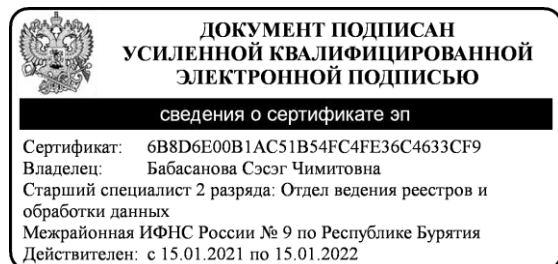 ДОКУМЕНТ ПОДПИСАН
УСИЛЕННОЙ КВАЛИФИЦИРОВАННОЙ
ЭЛЕКТРОННОЙ ПОДПИСЬЮ
сведения о сертификате эп
Сертификат: 6B8D6E00B1AC51B54FC4FE36C4633CF9
Владелец: Бабасанова Сэсэг Чимитовна
Старший специалист 2 разряда: Отдел ведения реестров и
обработки данных
Межрайонная ИФНС России № 9 по Республике Бурятия
Действителен: с 15.01.2021 по 15.01.2022